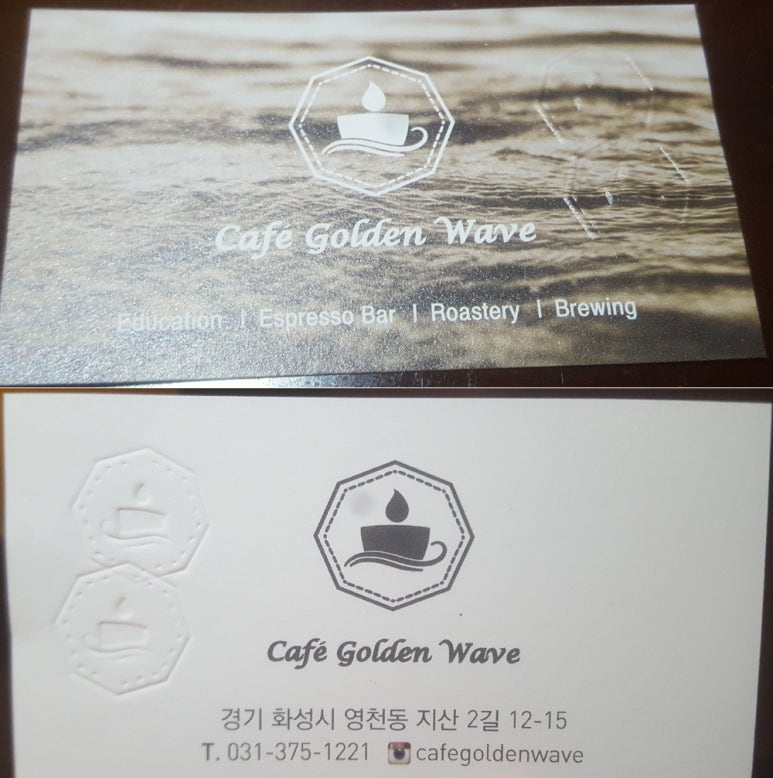 Café Golden Wave
Education | Espresso Bar | Roastery | Brewing
Café Golden Wave
경기 화성시 영천동 지산 2길 12-15
T. 031-375-1221 cafegoldenwave